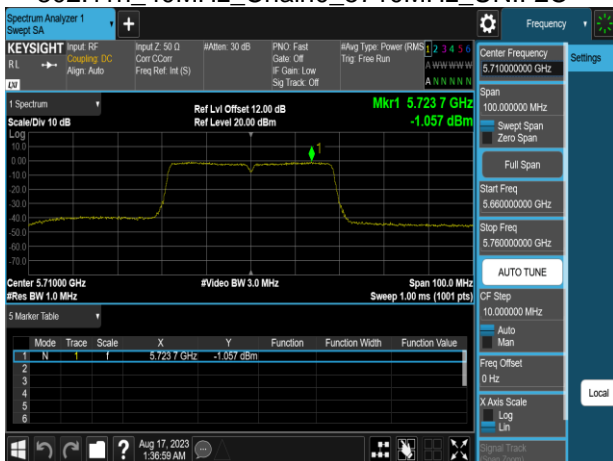 Spectrum Analyzer 1
Swept SA
+
Frequency
KEYSIGHT
RL
LXI
Input: RF
Coupling: DC
Align: Auto
Input Z: 50 Ω
Corr CCorr
Freq Ref: Int (S)
#Atten: 30 dB
PNO: Fast
Gate: Off
IF Gain: Low
Sig Track: Off
#Avg Type: Power (RMS
Trig: Free Run
1 2 3 4 5 6
A W W W W W
A N N N N N
Center Frequency
5.710000000 GHz
Settings
Span
100.000000 MHz
Swept Span
Zero Span
Full Span
Start Freq
5.660000000 GHz
Stop Freq
5.760000000 GHz
AUTO TUNE
CF Step
10.000000 MHz
Auto
Man
Freq Offset
0 Hz
X Axis Scale
Log
Lin
Signal Track
(Span Zoom)
Local
1 Spectrum
Scale/Div 10 dB
Ref Lvl Offset 12.00 dB
Ref Level 20.00 dBm
Mkr1 5.723 7 GHz
-1.057 dBm
Log
10.0
0.00
-10.0
-20.0
-30.0
-40.0
-50.0
-60.0
-70.0
1
Center 5.71000 GHz
#Res BW 1.0 MHz
#Video BW 3.0 MHz
Span 100.0 MHz
Sweep 1.00 ms (1001 pts)
5 Marker Table
Mode Trace Scale X Y Function Function Width Function Value
1 N 1 f 5.723 7 GHz -1.057 dBm
2
3
4
5
6
?
Aug 17, 2023
1:36:59 AM